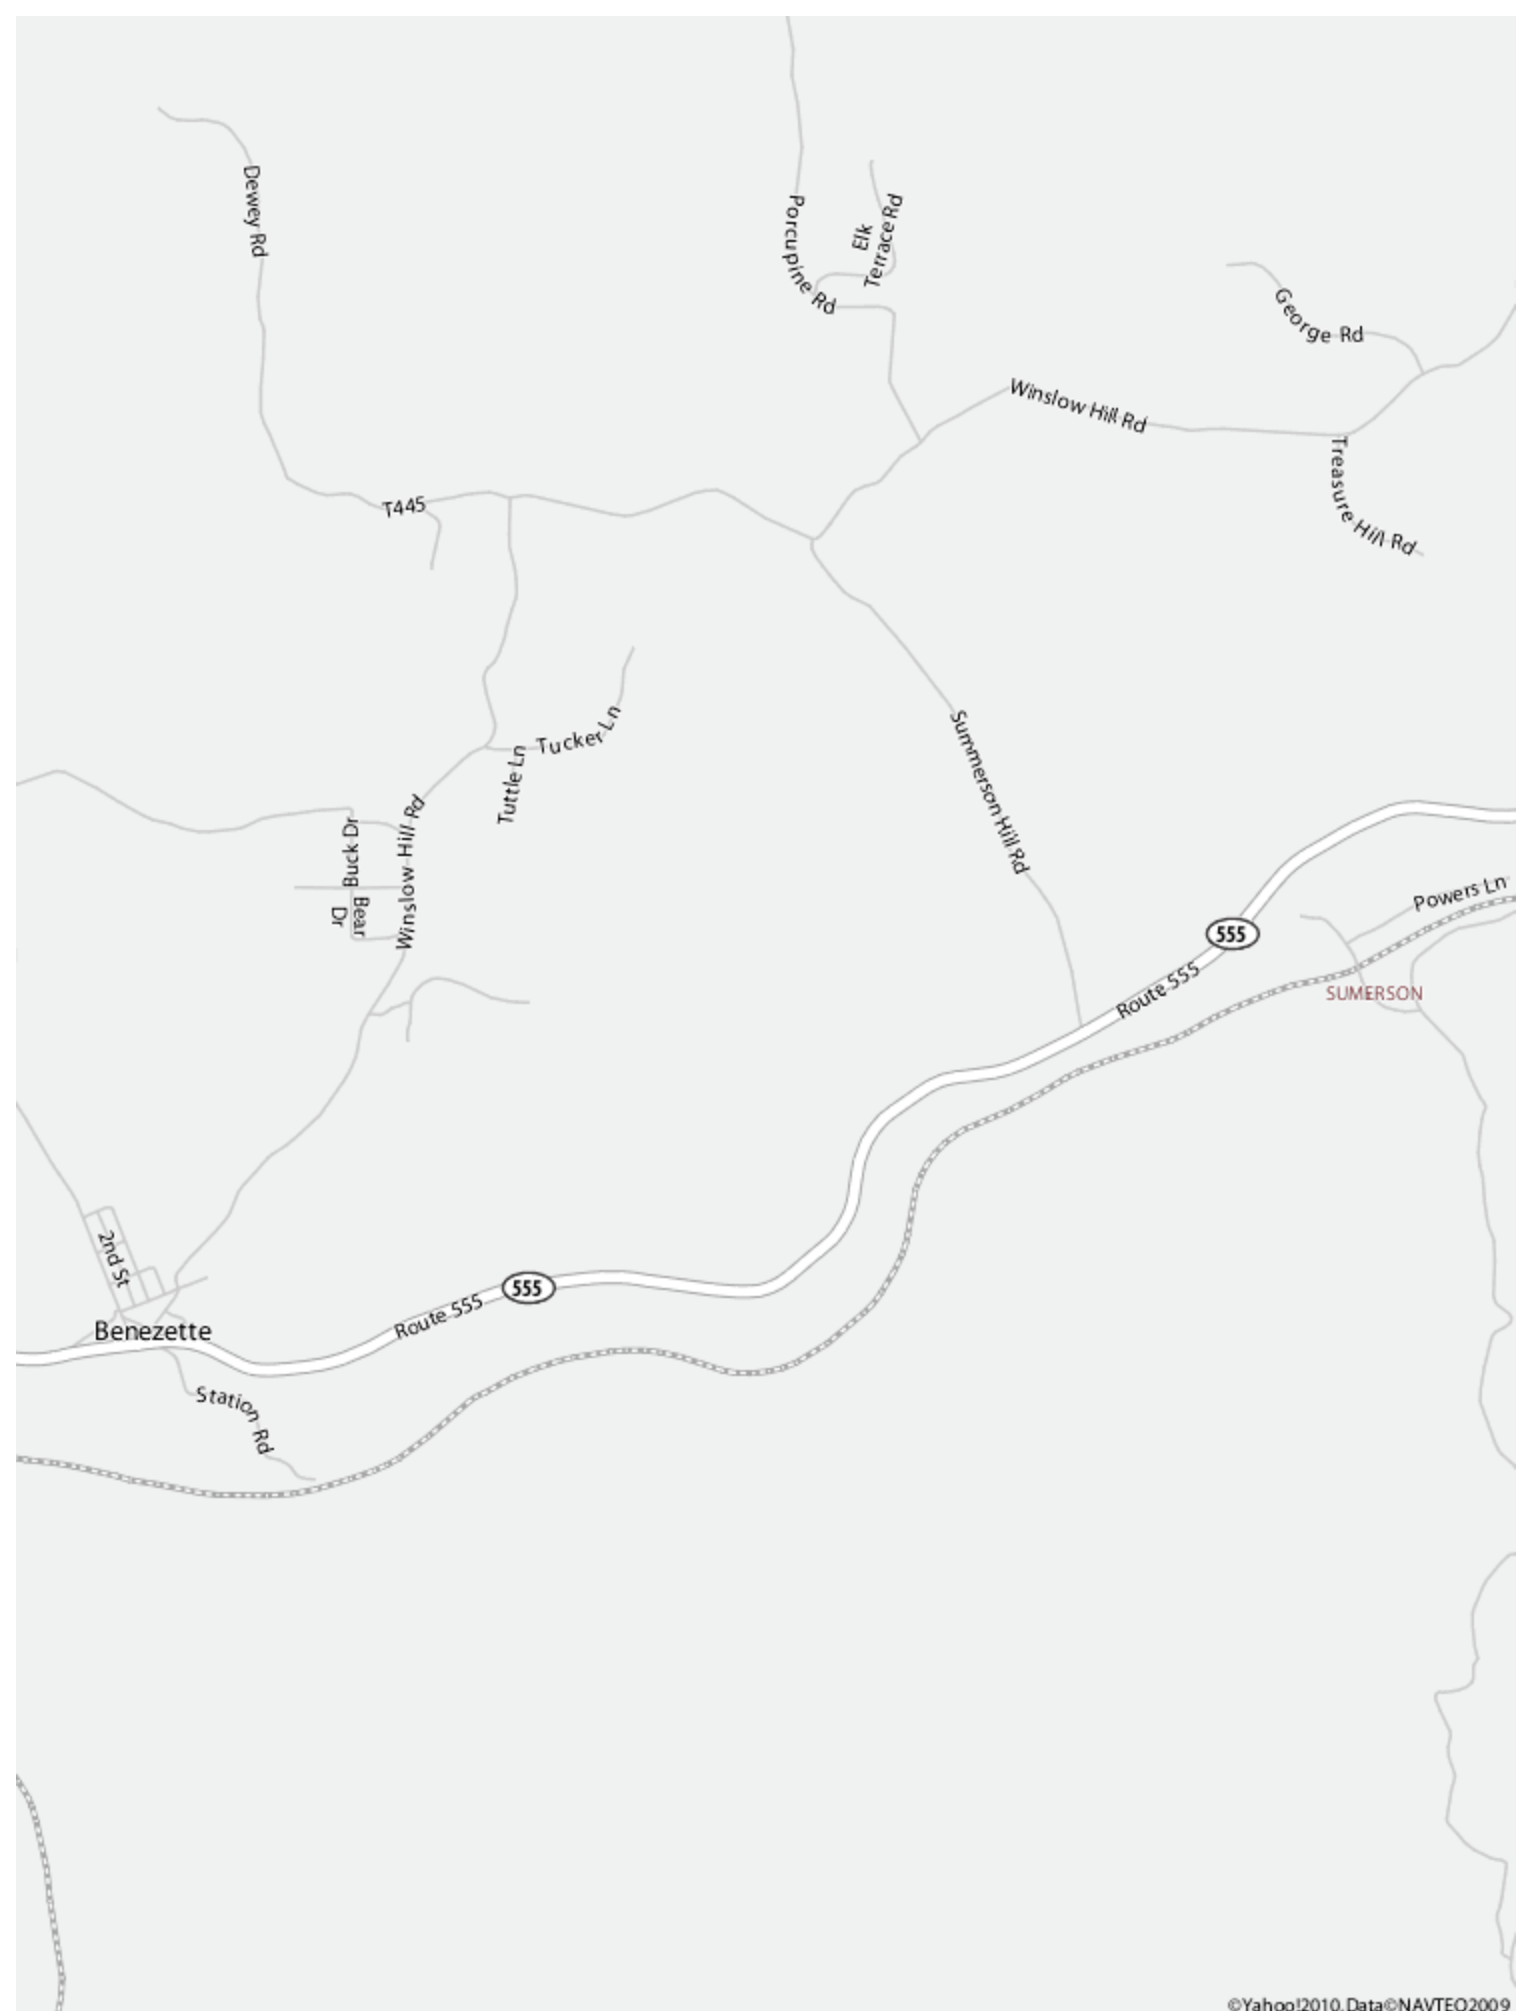 Dewey Rd
Porcupine Rd
Elk
Terrace Rd
George Rd
Winslow Hill Rd
Treasure Hill Rd
T445
Summerson Hill Rd
Tucker Ln
Tuttle Ln
Winslow Hill Rd
Buck Dr
Bear
Dr
Powers Ln
555
Route 555
SUMERSON
2nd St
555
Route 555
Benezette
Station Rd
©Yahoo!2010,Data©NAVTEQ2009